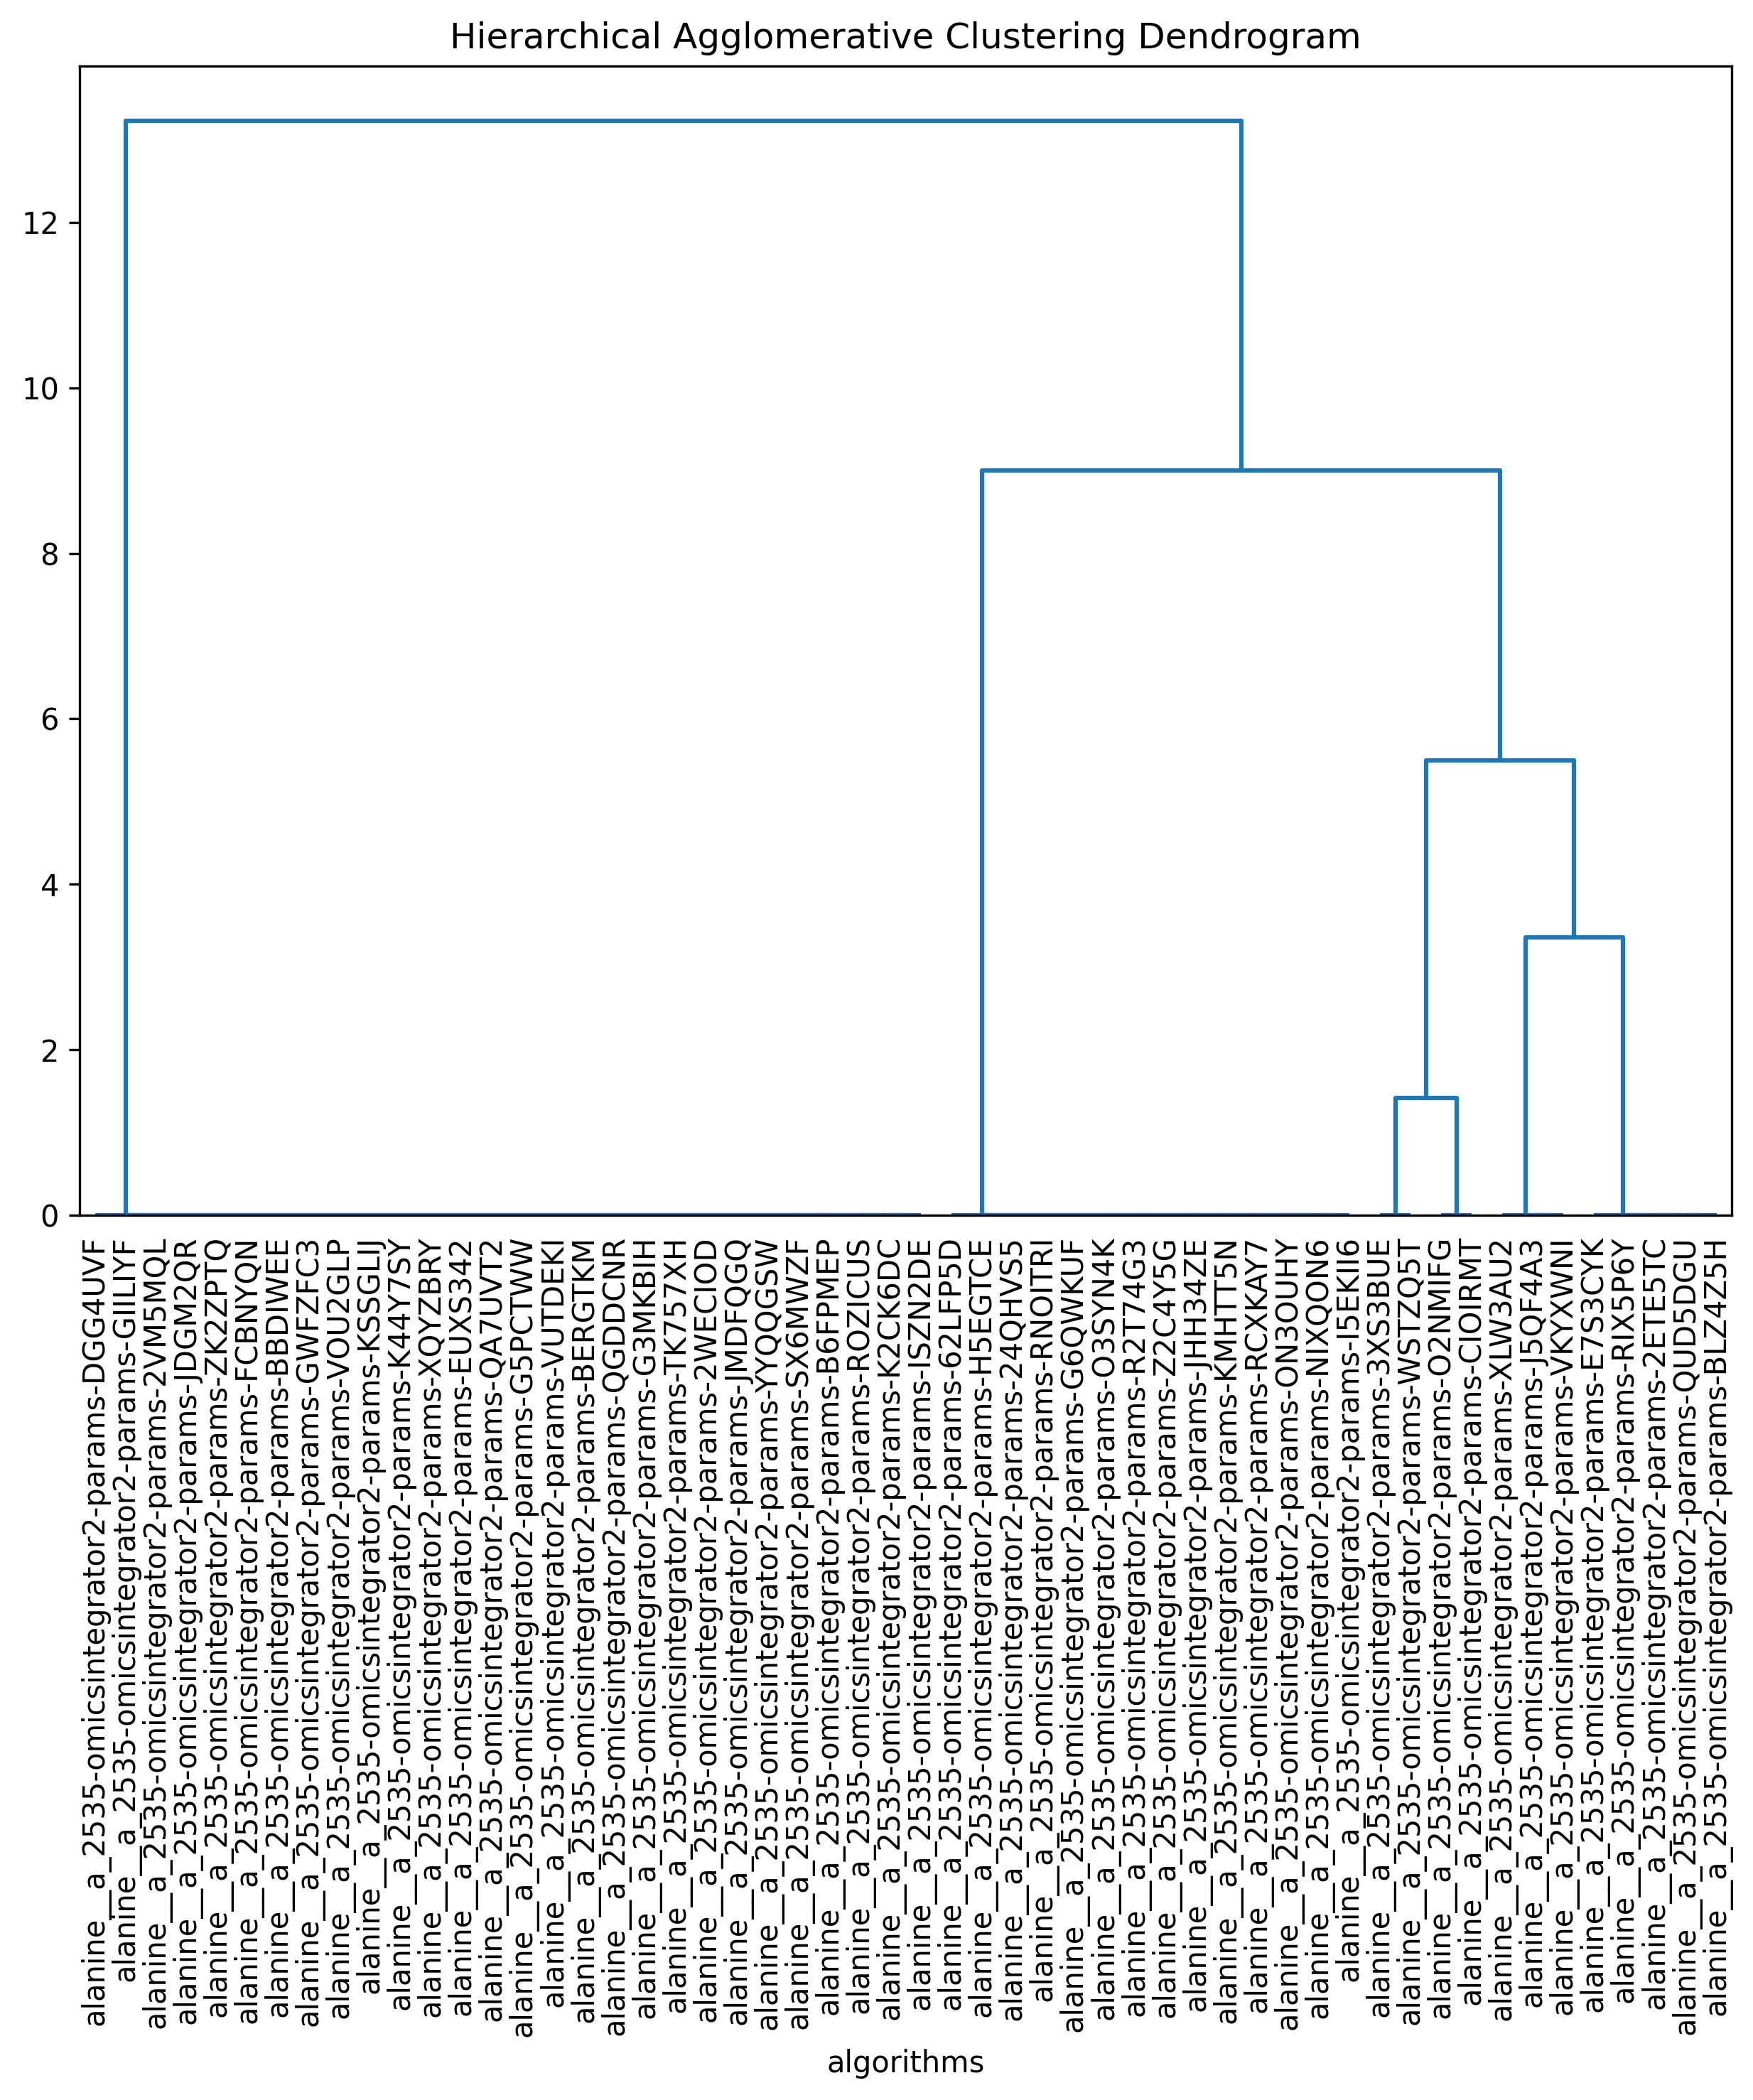 Hierarchical Agglomerative Clustering Dendrogram
12
10
8
6
4
2
0
alanine__a_2535-omicsintegrator2-params-DGG4UVF
alanine__a_2535-omicsintegrator2-params-GIILIYF
alanine__a_2535-omicsintegrator2-params-2VM5MQL
alanine__a_2535-omicsintegrator2-params-JDGM2QR
alanine__a_2535-omicsintegrator2-params-ZK2ZPTQ
alanine__a_2535-omicsintegrator2-params-FCBNYQN
alanine__a_2535-omicsintegrator2-params-BBDIWEE
alanine__a_2535-omicsintegrator2-params-GWFZFC3
alanine__a_2535-omicsintegrator2-params-VOU2GLP
alanine__a_2535-omicsintegrator2-params-KSSGLIJ
alanine__a_2535-omicsintegrator2-params-K44Y7SY
alanine__a_2535-omicsintegrator2-params-XQYZBRY
alanine__a_2535-omicsintegrator2-params-EUXS342
alanine__a_2535-omicsintegrator2-params-QA7UVT2
alanine__a_2535-omicsintegrator2-params-G5PCTWW
alanine__a_2535-omicsintegrator2-params-VUTDEKI
alanine__a_2535-omicsintegrator2-params-BERGTKM
alanine__a_2535-omicsintegrator2-params-QGDDCNR
alanine__a_2535-omicsintegrator2-params-G3MKBIH
alanine__a_2535-omicsintegrator2-params-TK757XH
alanine__a_2535-omicsintegrator2-params-2WECIOD
alanine__a_2535-omicsintegrator2-params-JMDFQGQ
alanine__a_2535-omicsintegrator2-params-YYQQGSW
alanine__a_2535-omicsintegrator2-params-SX6MWZF
alanine__a_2535-omicsintegrator2-params-B6FPMEP
alanine__a_2535-omicsintegrator2-params-ROZICUS
alanine__a_2535-omicsintegrator2-params-K2CK6DC
alanine__a_2535-omicsintegrator2-params-ISZN2DE
alanine__a_2535-omicsintegrator2-params-62LFP5D
alanine__a_2535-omicsintegrator2-params-H5EGTCE
alanine__a_2535-omicsintegrator2-params-24QHVS5
alanine__a_2535-omicsintegrator2-params-RNOITRI
alanine__a_2535-omicsintegrator2-params-G6QWKUF
alanine__a_2535-omicsintegrator2-params-O3SYN4K
alanine__a_2535-omicsintegrator2-params-R2T74G3
alanine__a_2535-omicsintegrator2-params-Z2C4Y5G
alanine__a_2535-omicsintegrator2-params-JHH34ZE
alanine__a_2535-omicsintegrator2-params-KMHTT5N
alanine__a_2535-omicsintegrator2-params-RCXKAY7
alanine__a_2535-omicsintegrator2-params-ON3OUHY
alanine__a_2535-omicsintegrator2-params-NIXQON6
alanine__a_2535-omicsintegrator2-params-I5EKII6
alanine__a_2535-omicsintegrator2-params-3XS3BUE
alanine__a_2535-omicsintegrator2-params-WSTZQ5T
alanine__a_2535-omicsintegrator2-params-O2NMIFG
alanine__a_2535-omicsintegrator2-params-CIOIRMT
alanine__a_2535-omicsintegrator2-params-XLW3AU2
alanine__a_2535-omicsintegrator2-params-J5QF4A3
alanine__a_2535-omicsintegrator2-params-VKYXWNI
alanine__a_2535-omicsintegrator2-params-E7S3CYK
alanine__a_2535-omicsintegrator2-params-RIX5P6Y
alanine__a_2535-omicsintegrator2-params-2ETE5TC
alanine__a_2535-omicsintegrator2-params-QUD5DGU
alanine__a_2535-omicsintegrator2-params-BLZ4Z5H
algorithms